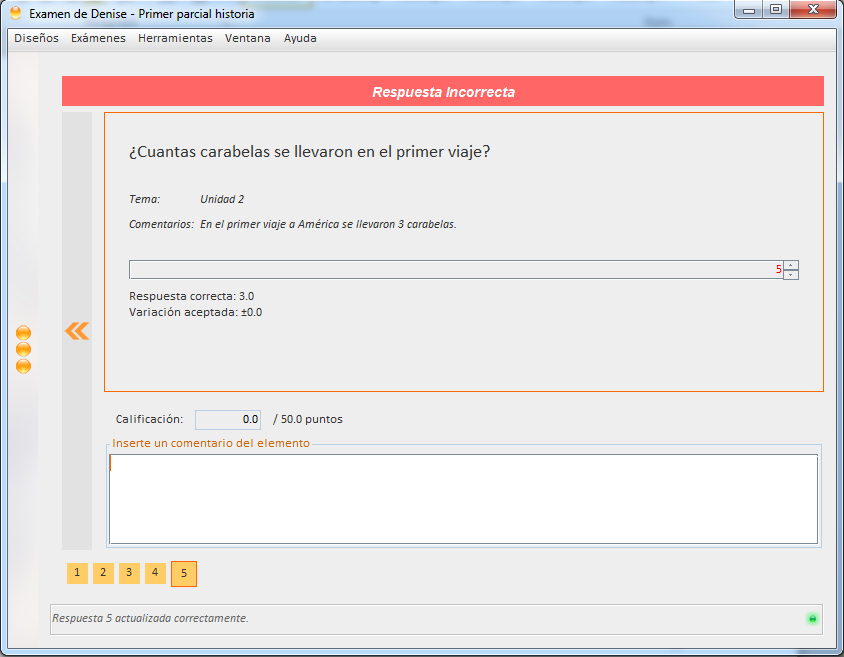 Examen de Denise - Primer parcial historia
Diseños Exámenes Herramientas Ventana Ayuda
Respuesta Incorrecta
¿Cuantas carabelas se llevaron en el primer viaje?
Tema: Unidad 2
Comentarios: En el primer viaje a América se llevaron 3 carabelas.
5
Respuesta correcta: 3.0
Variación aceptada: ±0.0
Calificación: 0.0 / 50.0 puntos
Inserte un comentario del elemento
1 2 3 4 5
Respuesta 5 actualizada correctamente.